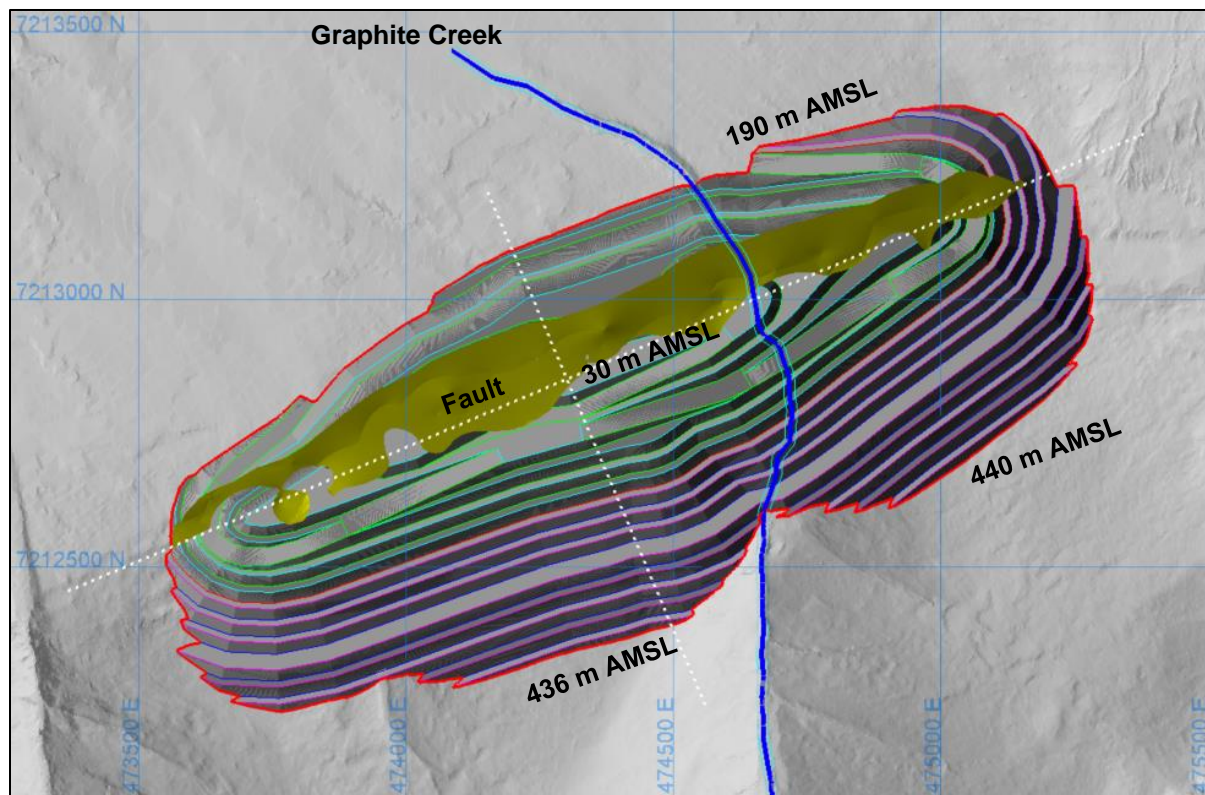 7213500 N
Graphite Creek
190 m AMSL
7213000 N
30 m AMSL
Fault
440 m AMSL
7212500 N
436 m AMSL
473500 E
474000 E
474500 E
475000 E
475500 E